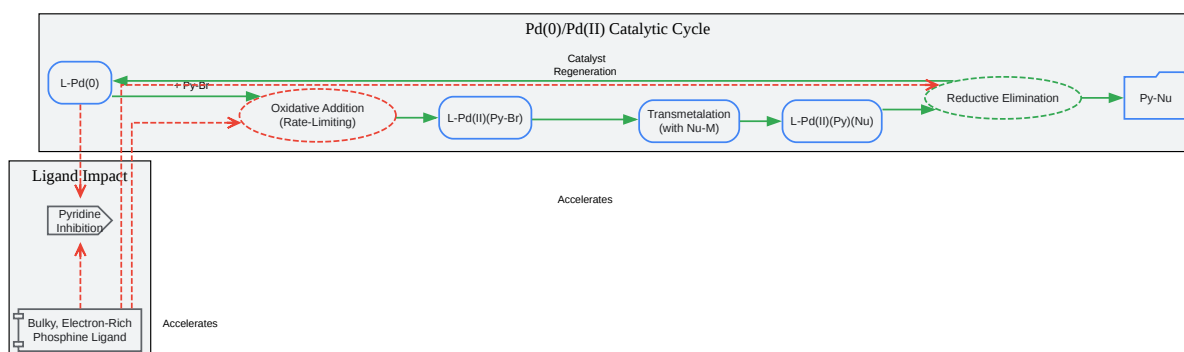 Pd(0)/Pd(II) Catalytic Cycle
Catalyst
Regeneration
L-Pd(0)
+ Py-Br
Oxidative Addition
(Rate-Limiting)
L-Pd(II)(Py-Br)
Transmetalation
(with Nu-M)
L-Pd(II)(Py)(Nu)
Reductive Elimination
Py-Nu
Ligand Impact
Pyridine
Inhibition
Accelerates
Bulky, Electron-Rich
Phosphine Ligand
Accelerates